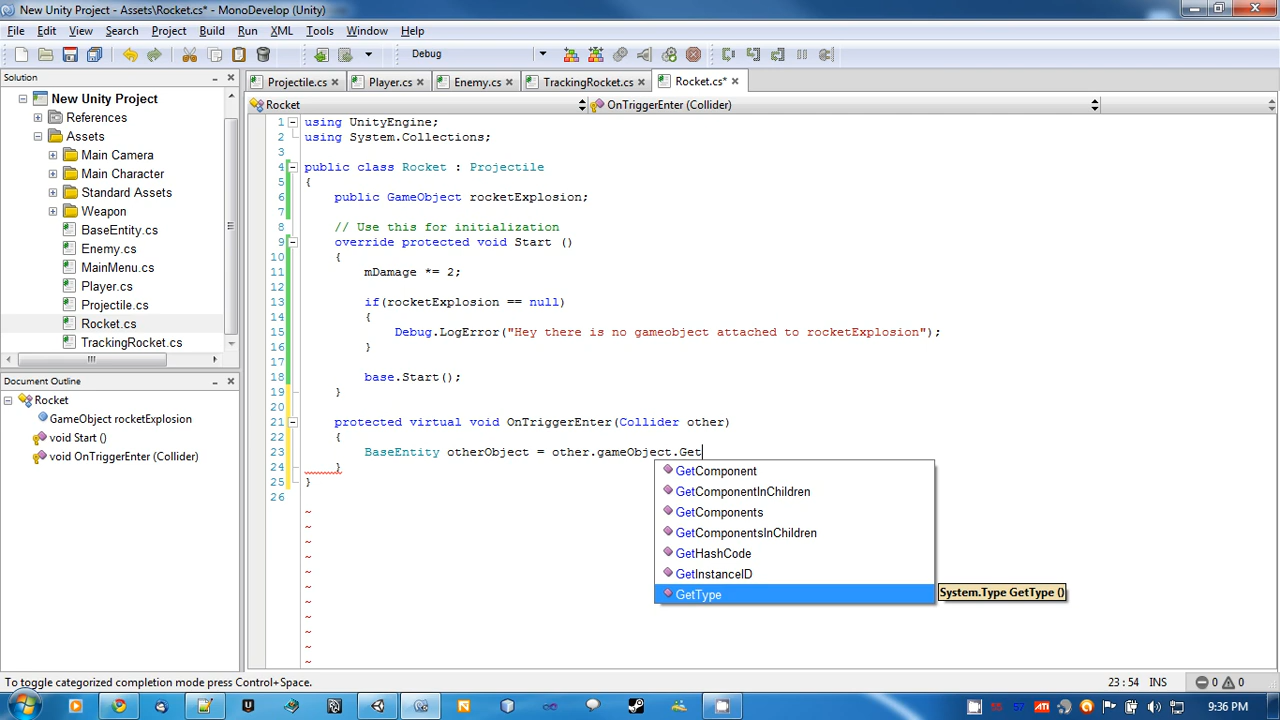 New Unity Project - Assets\Rocket.cs* - MonoDevelop (Unity)
File Edit View Search Project Build Run XML Tools Window Help
Debug
Solution
New Unity Project
References
Assets
Main Camera
Main Character
Standard Assets
Weapon
BaseEntity.cs
Enemy.cs
MainMenu.cs
Player.cs
Projectile.cs
Rocket.cs
TrackingRocket.cs
Document Outline
Rocket
GameObject rocketExplosion
void Start ()
void OnTriggerEnter (Collider)
Projectile.cs Player.cs Enemy.cs TrackingRocket.cs Rocket.cs*
Rocket OnTriggerEnter (Collider)
1 using UnityEngine;
2 using System.Collections;
3
4 public class Rocket : Projectile
5 {
6 public GameObject rocketExplosion;
7
8 // Use this for initialization
9 override protected void Start ()
10 {
11 mDamage *= 2;
12
13 if(rocketExplosion == null)
14 {
15 Debug.LogError("Hey there is no gameobject attached to rocketExplosion");
16 }
17
18 base.Start();
19 }
20
21 protected virtual void OnTriggerEnter(Collider other)
22 {
23 BaseEntity otherObject = other.gameObject.Get
24 }
25 }
26
~
~
~
~
~
~
~
~
~
~
~
GetComponent
GetComponentInChildren
GetComponents
GetComponentsInChildren
GetHashCode
GetInstanceID
GetType
System.Type GetType ()
To toggle categorized completion mode press Control+Space.
23 : 54 INS 0 0
57 ATI 9:36 PM